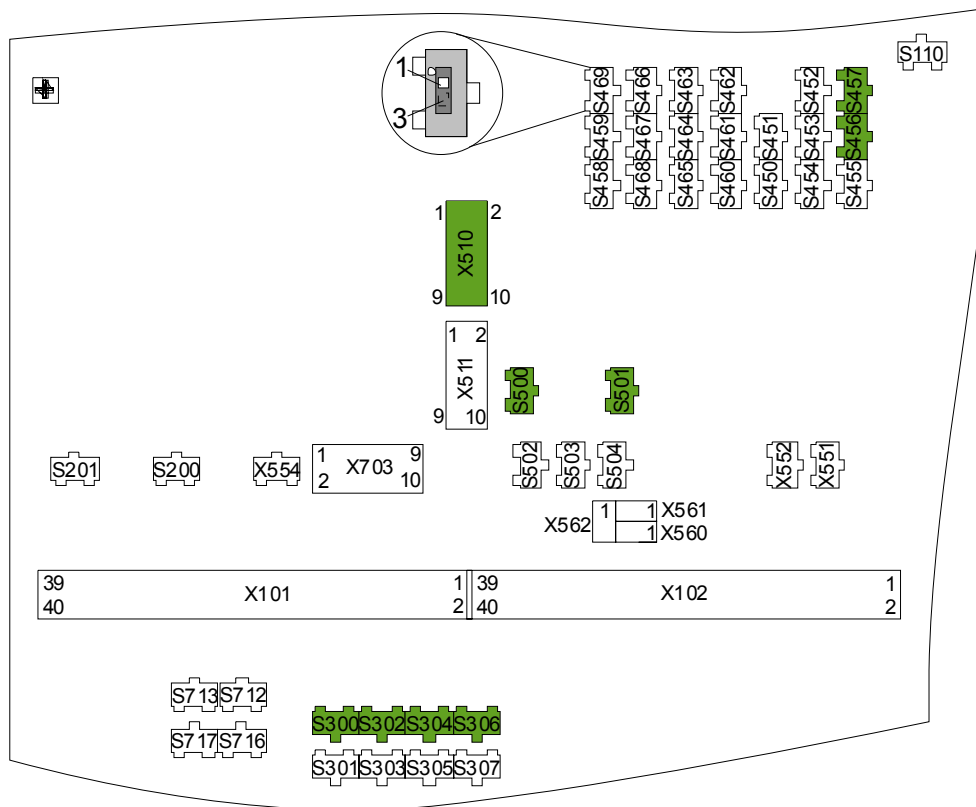 S110
1
3
S469 S466 S463 S462 S452 S457
S459 S467 S464 S461 S451 S453 S456
S458 S468 S465 S460 S450 S454 S455
1 2
X510
9 10
1 2
X511
9 10
S500 S501
S201 S200 X554
1 9
X703
2 10
S502 S503 S504 X552 X551
X562 1 1 X561
1 X560
39 1 39 1
X101 X102
40 2 40 2
S713 S712
S717 S716
S300 S302 S304 S306
S301 S303 S305 S307